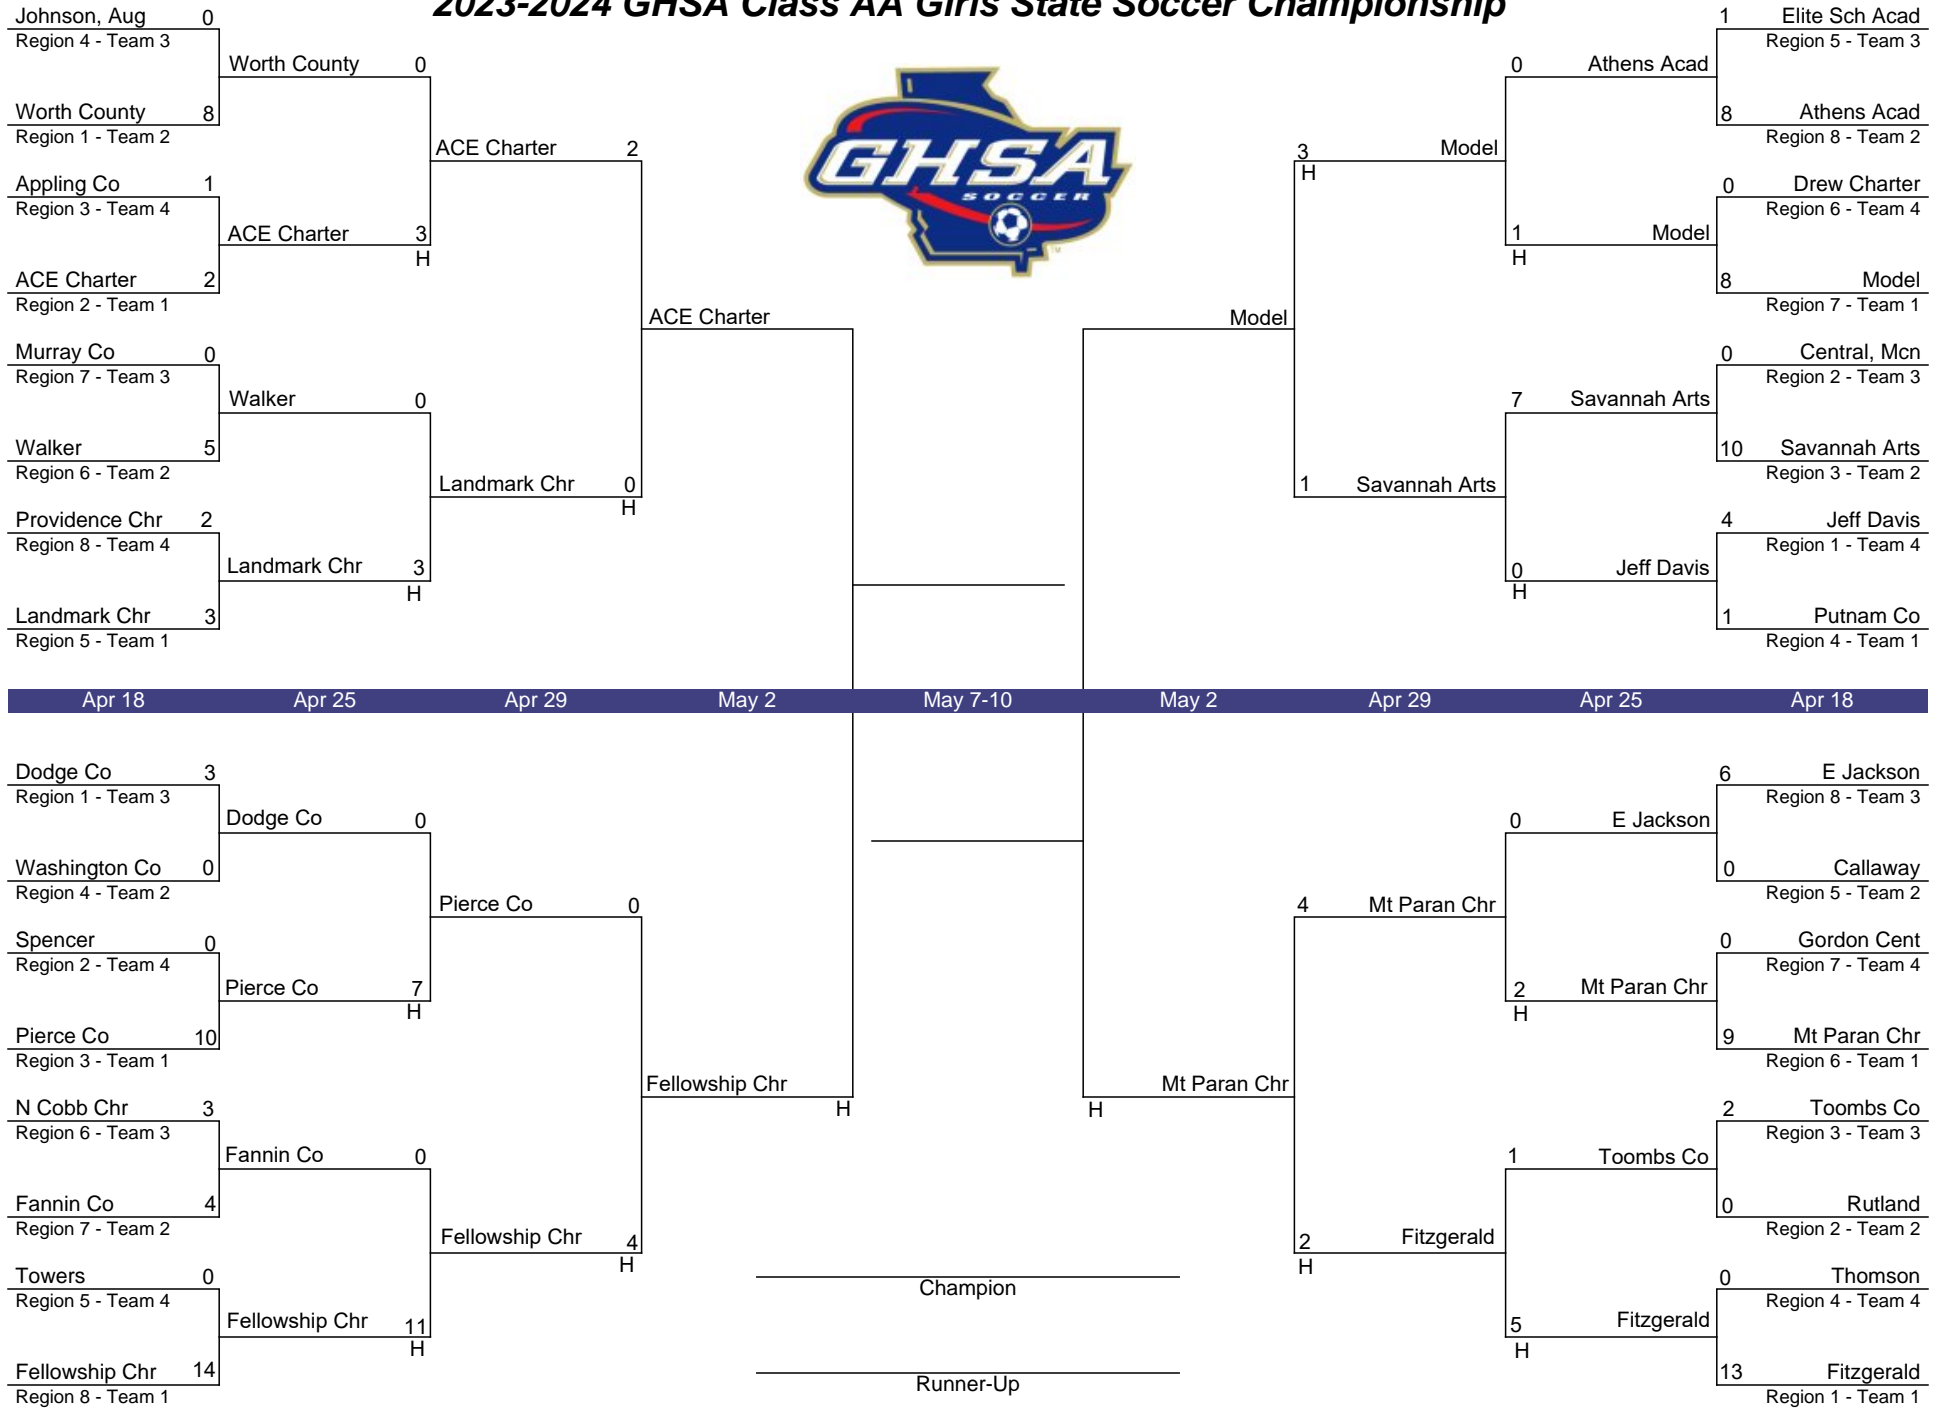 2023-2024 GHSA Class AA Girls State Soccer Championship
Johnson, Aug 0
Region 4 - Team 3
Worth County 0
Worth County 8
Region 1 - Team 2
ACE Charter 2
Appling Co 1
Region 3 - Team 4
ACE Charter 3
H
ACE Charter 2
Region 2 - Team 1
ACE Charter
Murray Co 0
Region 7 - Team 3
Walker 0
Walker 5
Region 6 - Team 2
Landmark Chr 0
H
Providence Chr 2
Region 8 - Team 4
Landmark Chr 3
H
Landmark Chr 3
Region 5 - Team 1
GHSA
SOCCER
TM
1 Elite Sch Acad
Region 5 - Team 3
0 Athens Acad
8 Athens Acad
Region 8 - Team 2
3 Model
H
0 Drew Charter
Region 6 - Team 4
1 Model
H
8 Model
Region 7 - Team 1
Model
0 Central, Mcn
Region 2 - Team 3
7 Savannah Arts
10 Savannah Arts
Region 3 - Team 2
1 Savannah Arts
4 Jeff Davis
Region 1 - Team 4
0 Jeff Davis
H
1 Putnam Co
Region 4 - Team 1
Apr 18 Apr 25 Apr 29 May 2 May 7-10 May 2 Apr 29 Apr 25 Apr 18
Dodge Co 3
Region 1 - Team 3
Dodge Co 0
Washington Co 0
Region 4 - Team 2
Pierce Co 0
Spencer 0
Region 2 - Team 4
Pierce Co 7
H
Pierce Co 10
Region 3 - Team 1
Fellowship Chr
H
N Cobb Chr 3
Region 6 - Team 3
Fannin Co 0
Fannin Co 4
Region 7 - Team 2
Fellowship Chr 4
H
Towers 0
Region 5 - Team 4
Fellowship Chr 11
H
Fellowship Chr 14
Region 8 - Team 1
Champion
Runner-Up
6 E Jackson
Region 8 - Team 3
0 E Jackson
0 Callaway
Region 5 - Team 2
4 Mt Paran Chr
0 Gordon Cent
Region 7 - Team 4
2 Mt Paran Chr
H
9 Mt Paran Chr
Region 6 - Team 1
Mt Paran Chr
H
2 Toombs Co
Region 3 - Team 3
1 Toombs Co
0 Rutland
Region 2 - Team 2
2 Fitzgerald
H
0 Thomson
Region 4 - Team 4
5 Fitzgerald
H
13 Fitzgerald
Region 1 - Team 1